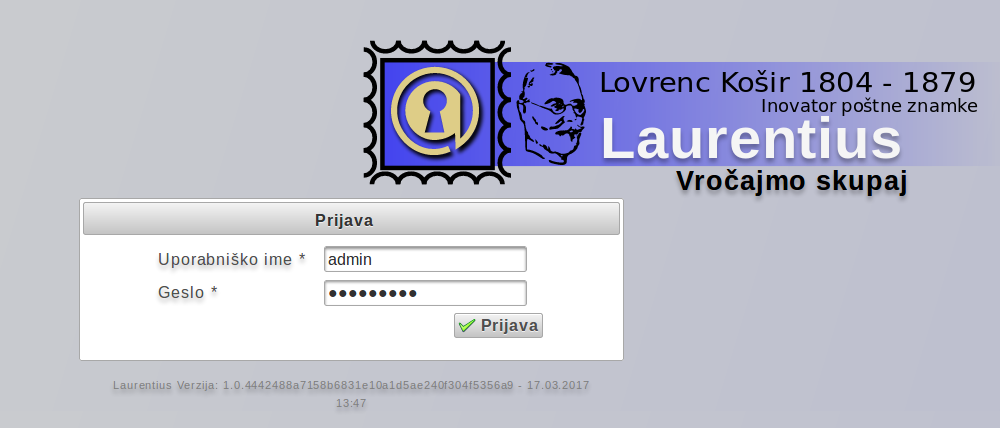 Lovrenc Košir 1804 - 1879
Inovator poštne znamke
Laurentius
Vročajmo skupaj
Prijava
Uporabniško ime * admin
Geslo * ●●●●●●●●●
Prijava
Laurentius Verzija: 1.0.4442488a7158b6831e10a1d5ae240f304f5356a9 - 17.03.2017
13:47